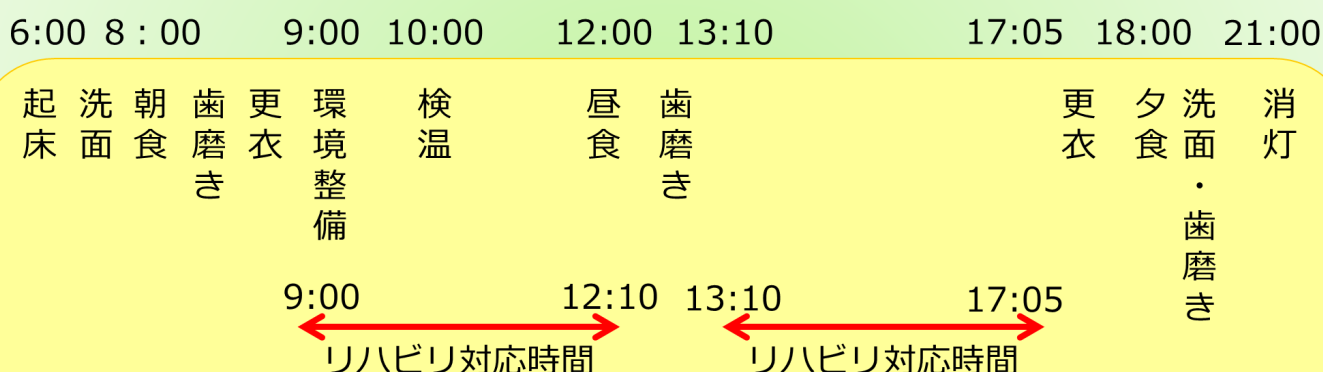 6:00 8：00 9:00 10:00 12:00 13:10 17:05 18:00 21:00
起床
洗面
朝食
歯磨き
更衣
環境整備
検温
昼食
歯磨き
更衣
夕食
洗面・歯磨き
消灯
9:00 12:10 13:10 17:05
リハビリ対応時間 リハビリ対応時間